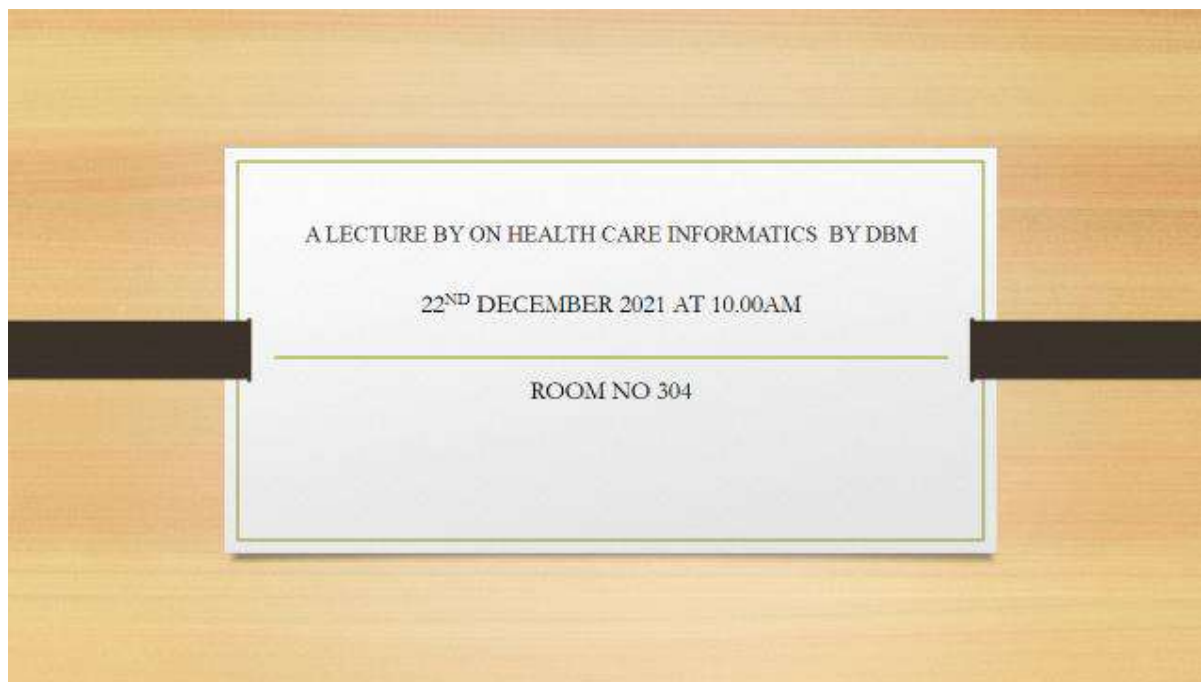 A LECTURE BY ON HEALTH CARE INFORMATICS BY DBM
22ND DECEMBER 2021 AT 10.00AM
ROOM NO 304